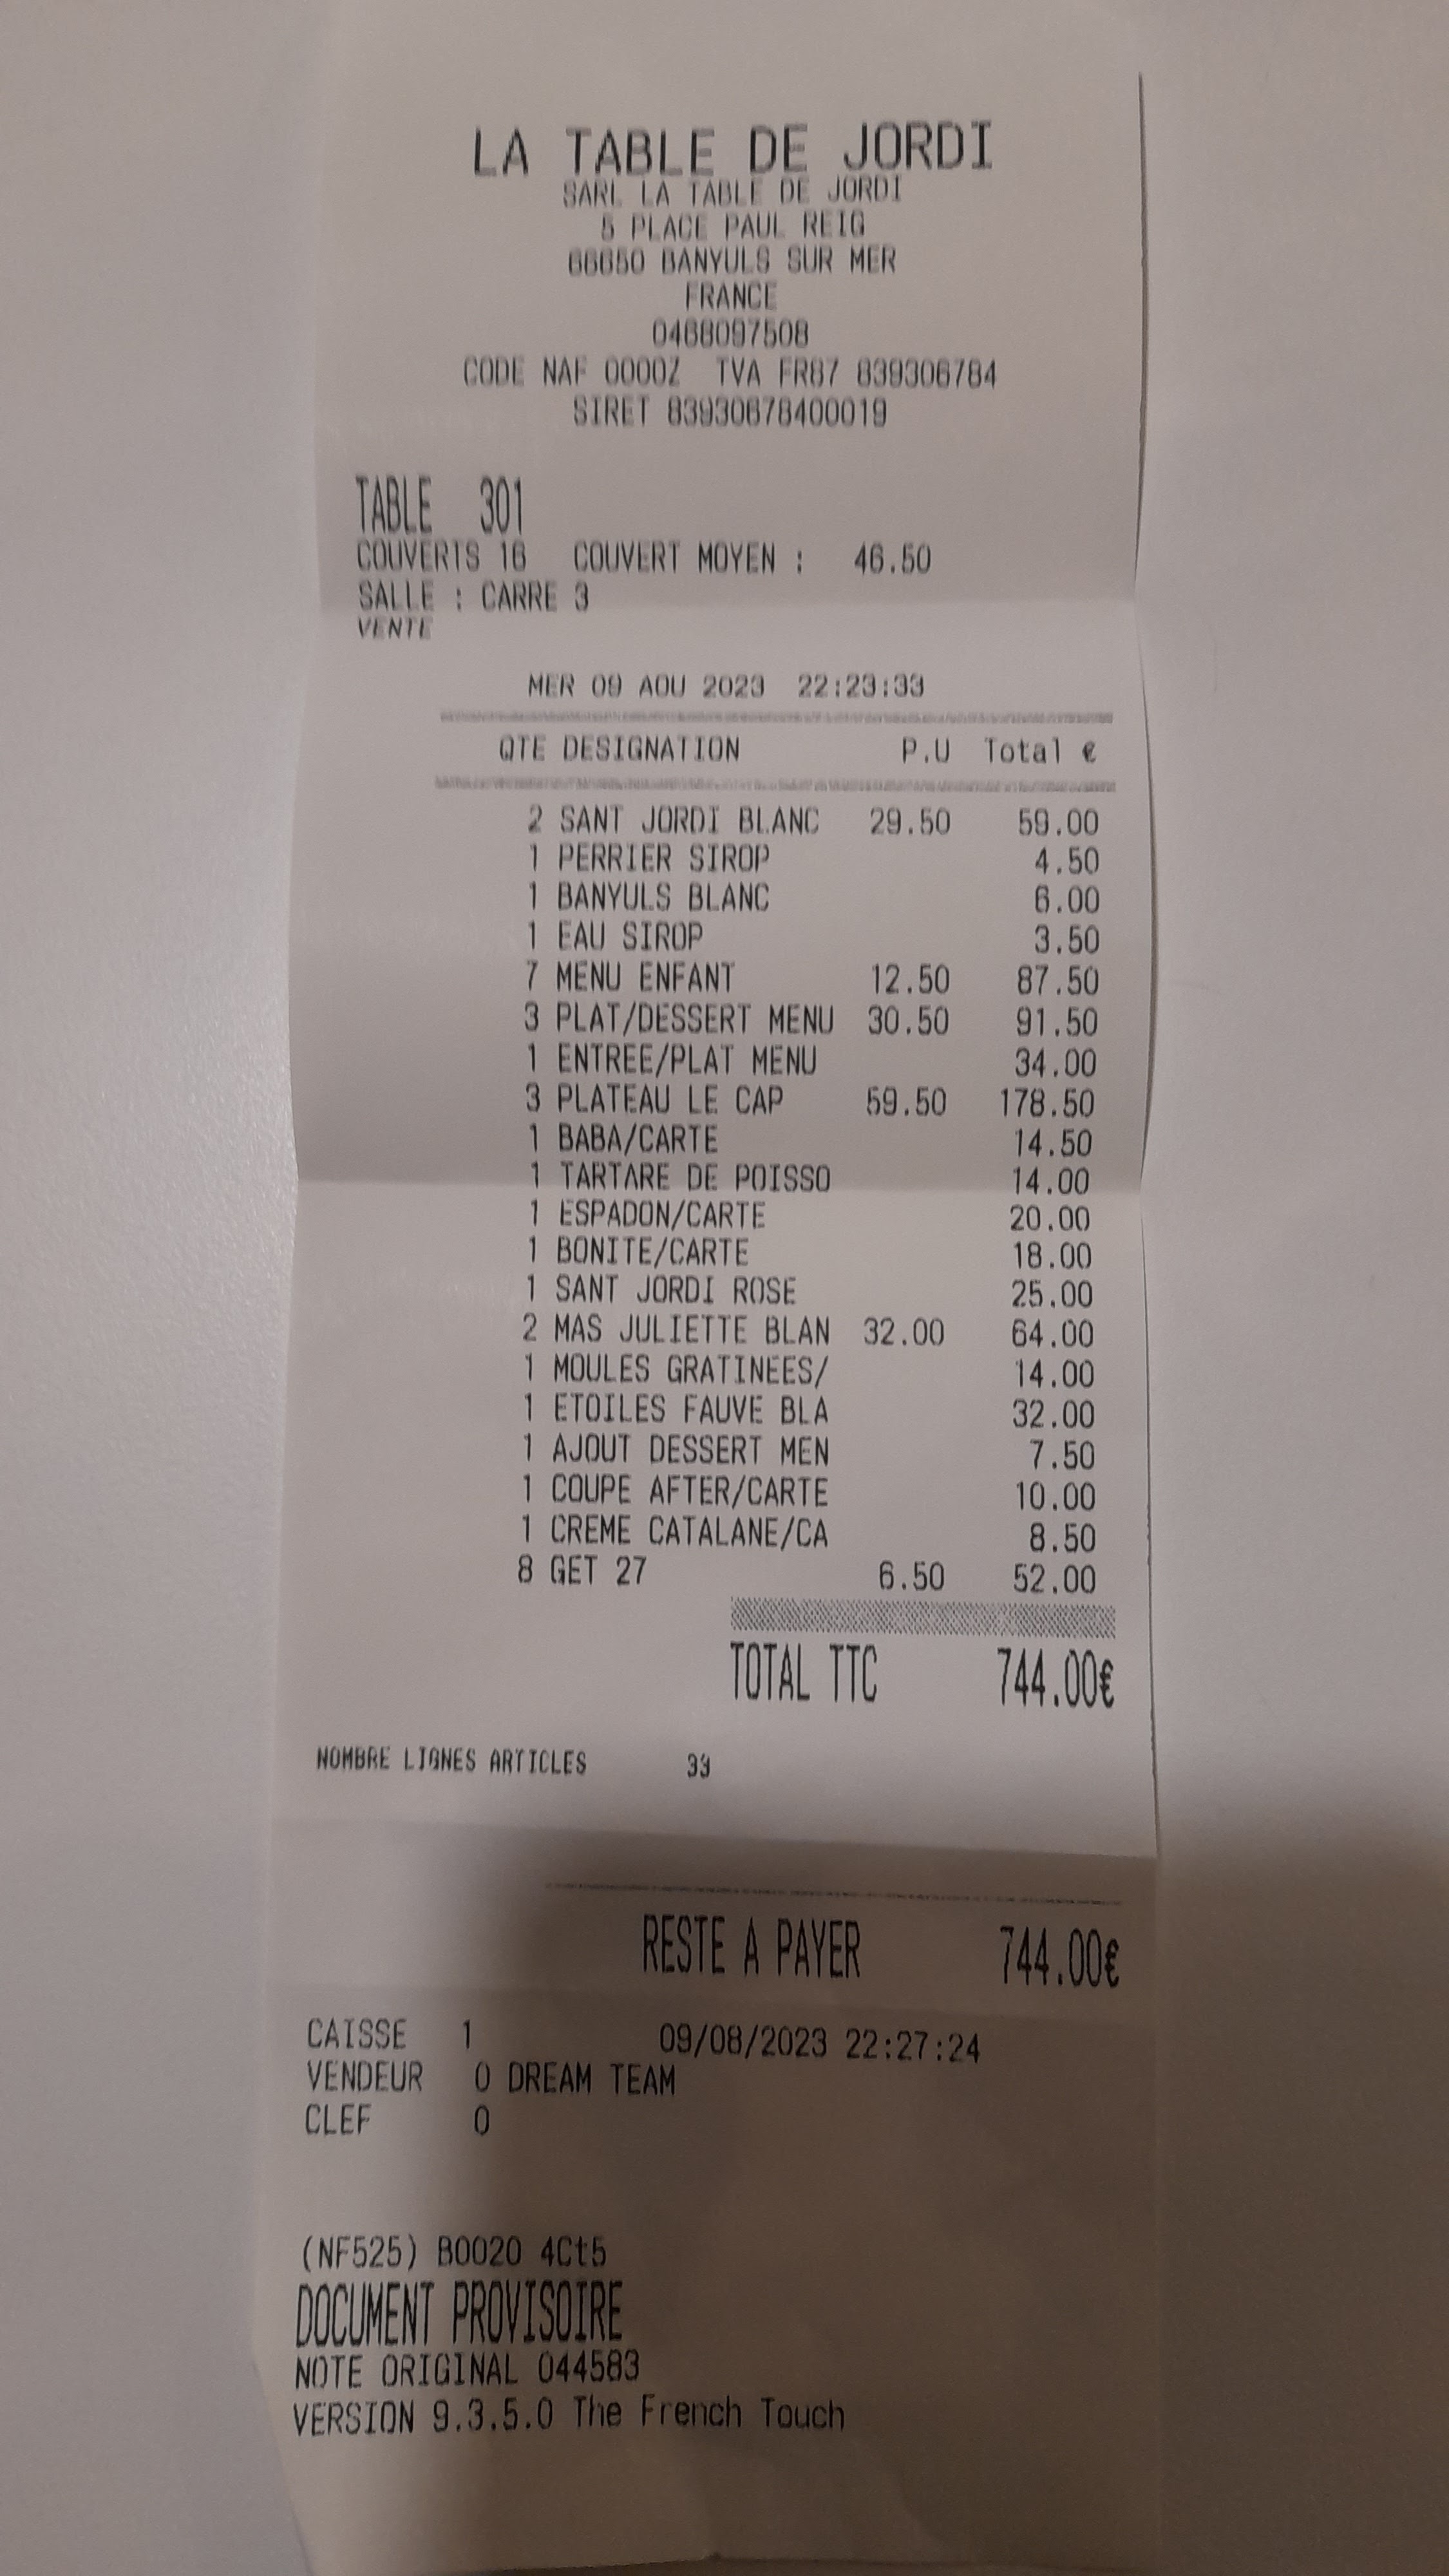 LA TABLE DE JORDI
SARL LA TABLE DE JORDI
5 PLACE PAUL REIG
66650 BANYULS SUR MER
FRANCE
0468097508
CODE NAF 0000Z TVA FR87 839306784
SIRET 83930678400019
TABLE 301
COUVERTS 16 COUVERT MOYEN : 46.50
SALLE : CARRE 3
VENTE
MER 09 AOU 2023 22:23:33
QTE DESIGNATION P.U Total €
2 SANT JORDI BLANC 29.50 59.00
1 PERRIER SIROP 4.50
1 BANYULS BLANC 6.00
1 EAU SIROP 3.50
7 MENU ENFANT 12.50 87.50
3 PLAT/DESSERT MENU 30.50 91.50
1 ENTREE/PLAT MENU 34.00
3 PLATEAU LE CAP 59.50 178.50
1 BABA/CARTE 14.50
1 TARTARE DE POISSO 14.00
1 ESPADON/CARTE 20.00
1 BONITE/CARTE 18.00
1 SANT JORDI ROSE 25.00
2 MAS JULIETTE BLAN 32.00 64.00
1 MOULES GRATINEES/ 14.00
1 ETOILES FAUVE BLA 32.00
1 AJOUT DESSERT MEN 7.50
1 COUPE AFTER/CARTE 10.00
1 CREME CATALANE/CA 8.50
8 GET 27 6.50 52.00
TOTAL TTC 744.00€
NOMBRE LIGNES ARTICLES 33
RESTE A PAYER 744.00€
CAISSE 1 09/08/2023 22:27:24
VENDEUR 0 DREAM TEAM
CLEF 0
(NF525) B0020 4Ct5
DOCUMENT PROVISOIRE
NOTE ORIGINAL 044583
VERSION 9.3.5.0 The French Touch